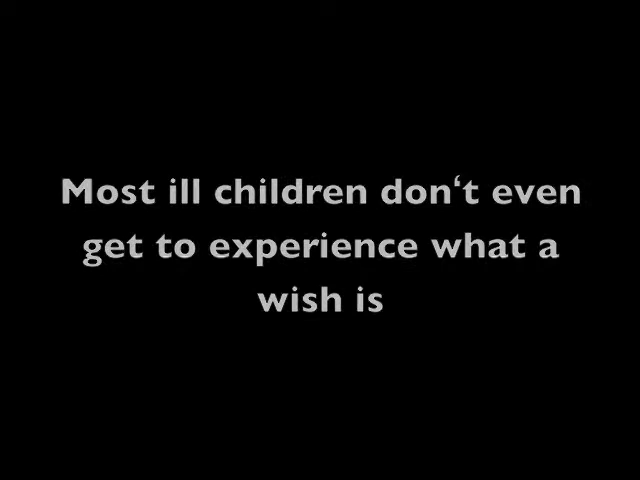 Most ill children don‘t even
get to experience what a
wish is